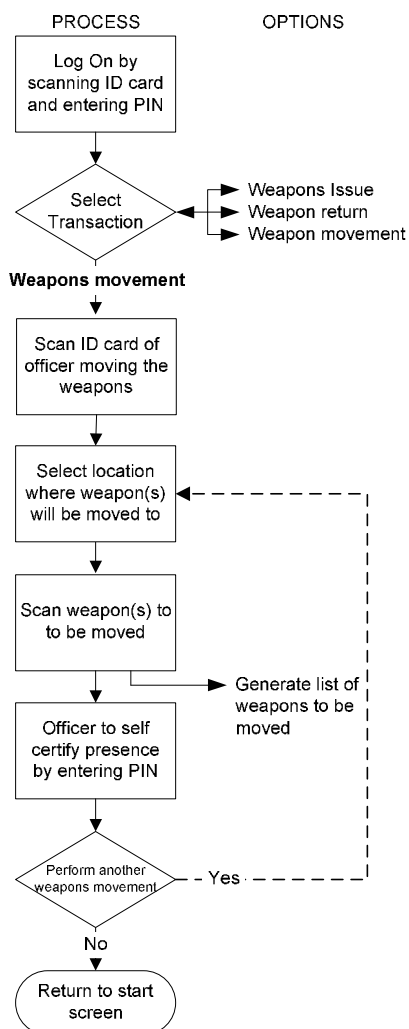 PROCESS
OPTIONS
Log On by
scanning ID card
and entering PIN
Select
Transaction
Weapons Issue
Weapon return
Weapon movement
Weapons movement
Scan ID card of
officer moving the
weapons
Select location
where weapon(s)
will be moved to
Scan weapon(s) to
to be moved
Generate list of
weapons to be
moved
Officer to self
certify presence
by entering PIN
Perform another
weapons movement
Yes
No
Return to start
screen